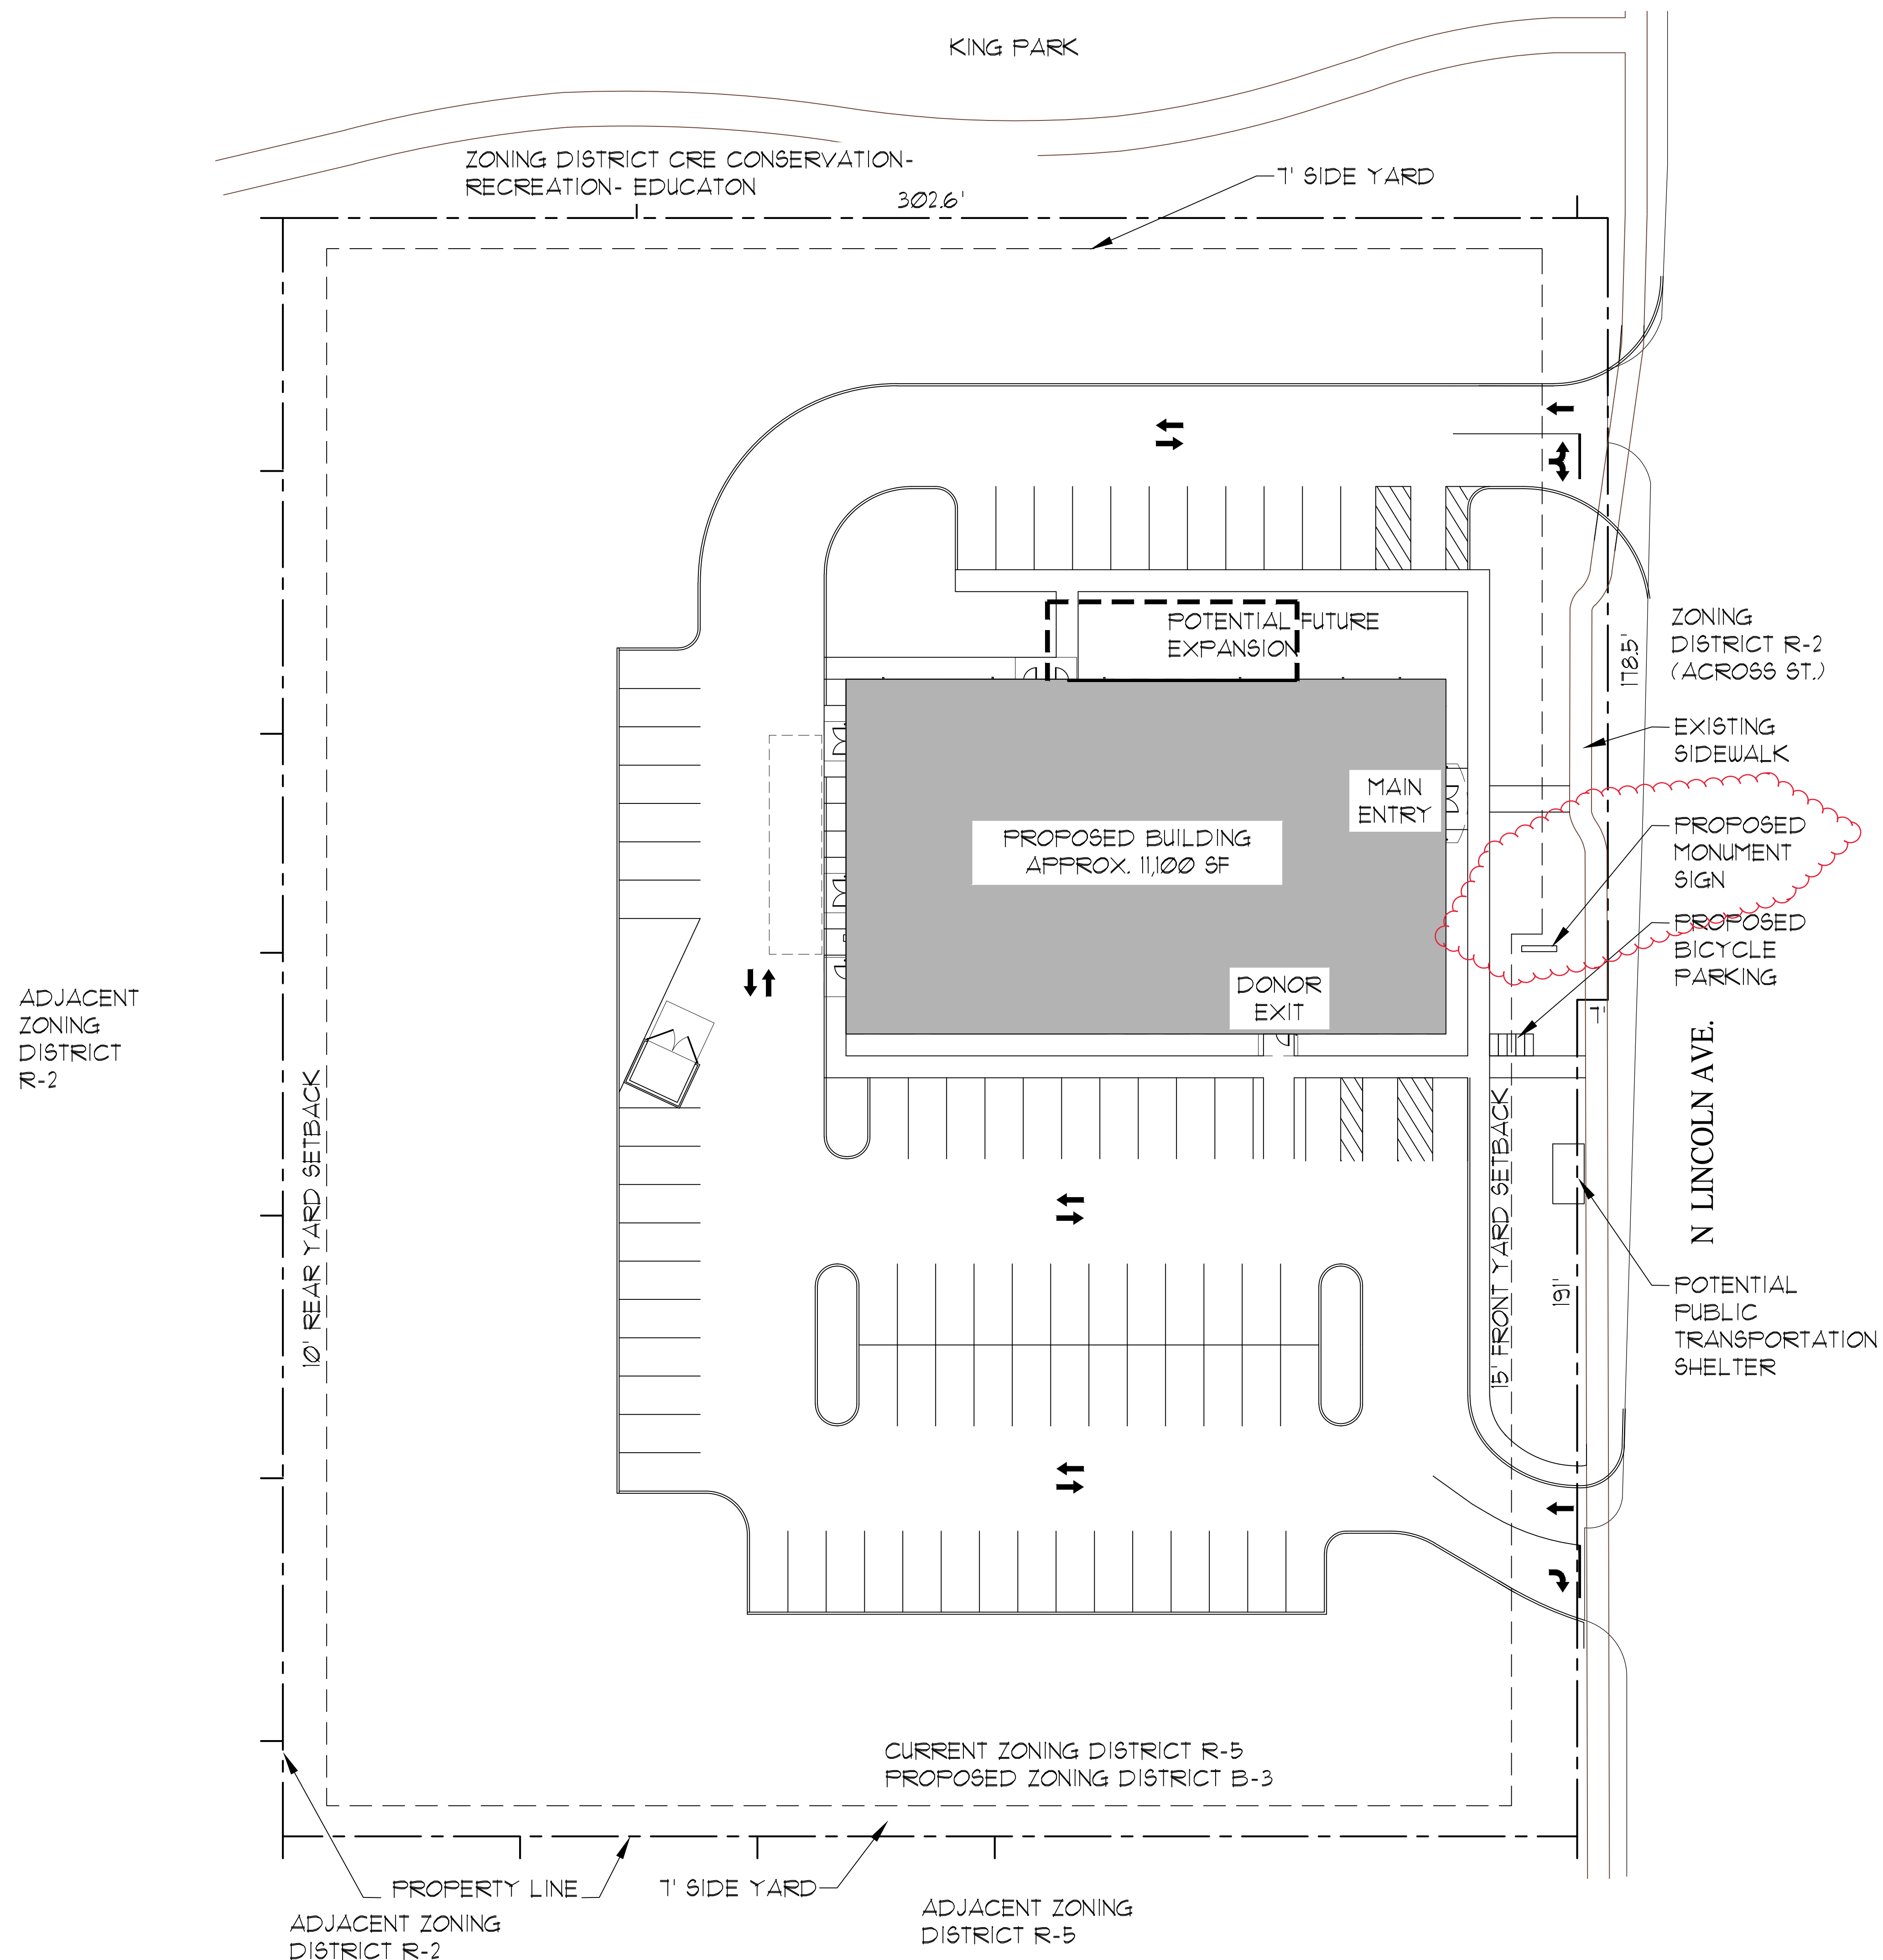 KING PARK
ZONING DISTRICT CRE CONSERVATION-
RECREATION- EDUCATON
302.6'
7' SIDE YARD
POTENTIAL FUTURE
EXPANSION
ZONING
DISTRICT R-2
(ACROSS ST.)
178.5'
EXISTING
SIDEWALK
MAIN
ENTRY
PROPOSED BUILDING
APPROX. 11,100 SF
PROPOSED
MONUMENT
SIGN
PROPOSED
BICYCLE
PARKING
DONOR
EXIT
7'
ADJACENT
ZONING
DISTRICT
R-2
N LINCOLN AVE.
10' REAR YARD SETBACK
15' FRONT YARD SETBACK
191'
POTENTIAL
PUBLIC
TRANSPORTATION
SHELTER
CURRENT ZONING DISTRICT R-5
PROPOSED ZONING DISTRICT B-3
PROPERTY LINE
7' SIDE YARD
ADJACENT ZONING
DISTRICT R-2
ADJACENT ZONING
DISTRICT R-5